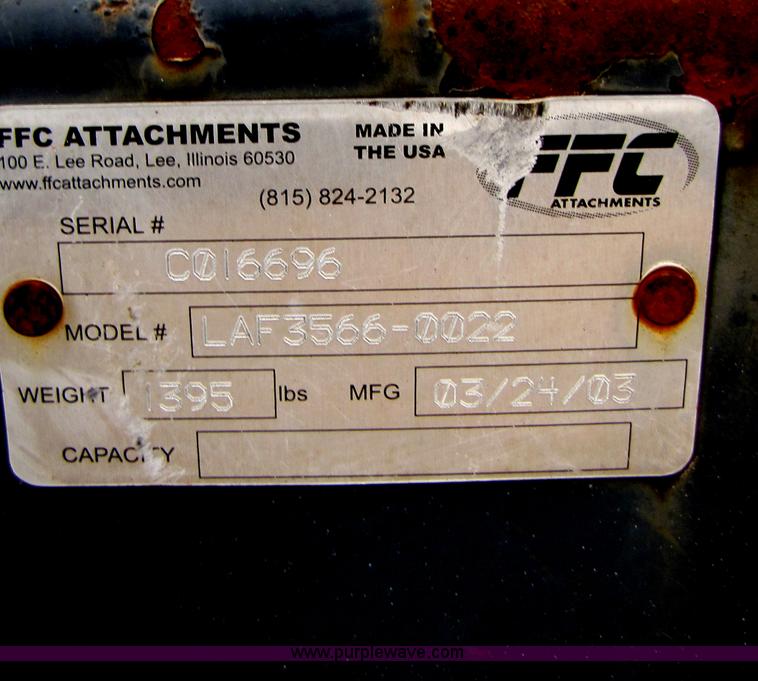 FFC ATTACHMENTS
100 E. Lee Road, Lee, Illinois 60530
www.ffcattachments.com
(815) 824-2132
MADE IN
THE USA
FFC
ATTACHMENTS
SERIAL #
C016696
MODEL #
LAF3566-0022
WEIGHT 1395 lbs MFG 03/24/03
CAPACITY
www.purplewave.com